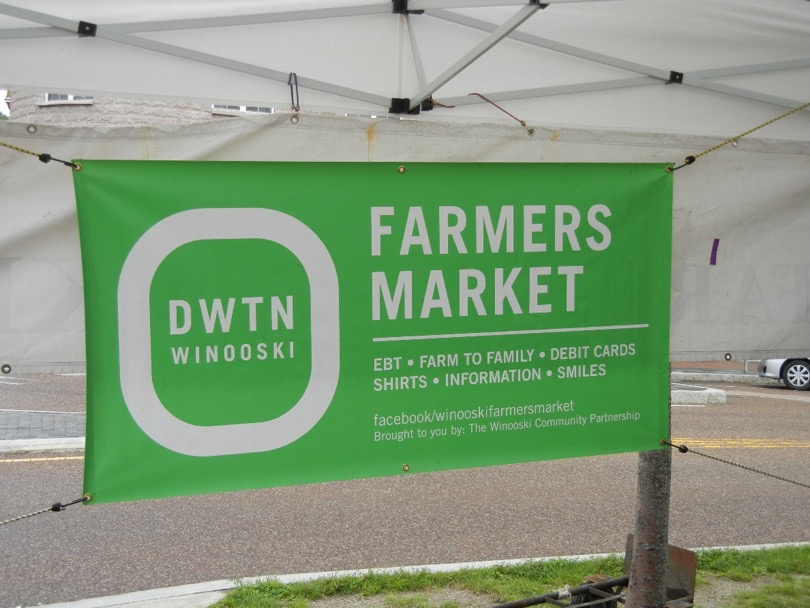 DWTN
WINOOSKI
FARMERS
MARKET
EBT • FARM TO FAMILY • DEBIT CARDS
SHIRTS • INFORMATION • SMILES
facebook/winooskifarmersmarket
Brought to you by: The Winooski Community Partnership